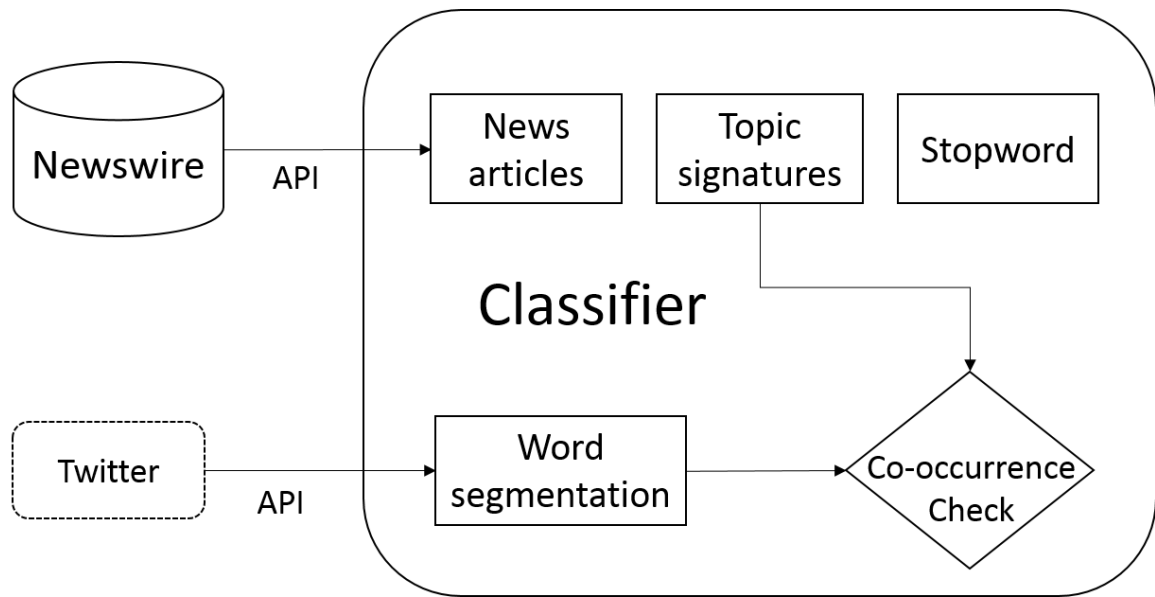 Newswire
API
News
articles
Topic
signatures
Stopword
Classifier
Twitter
API
Word
segmentation
Co-occurrence
Check